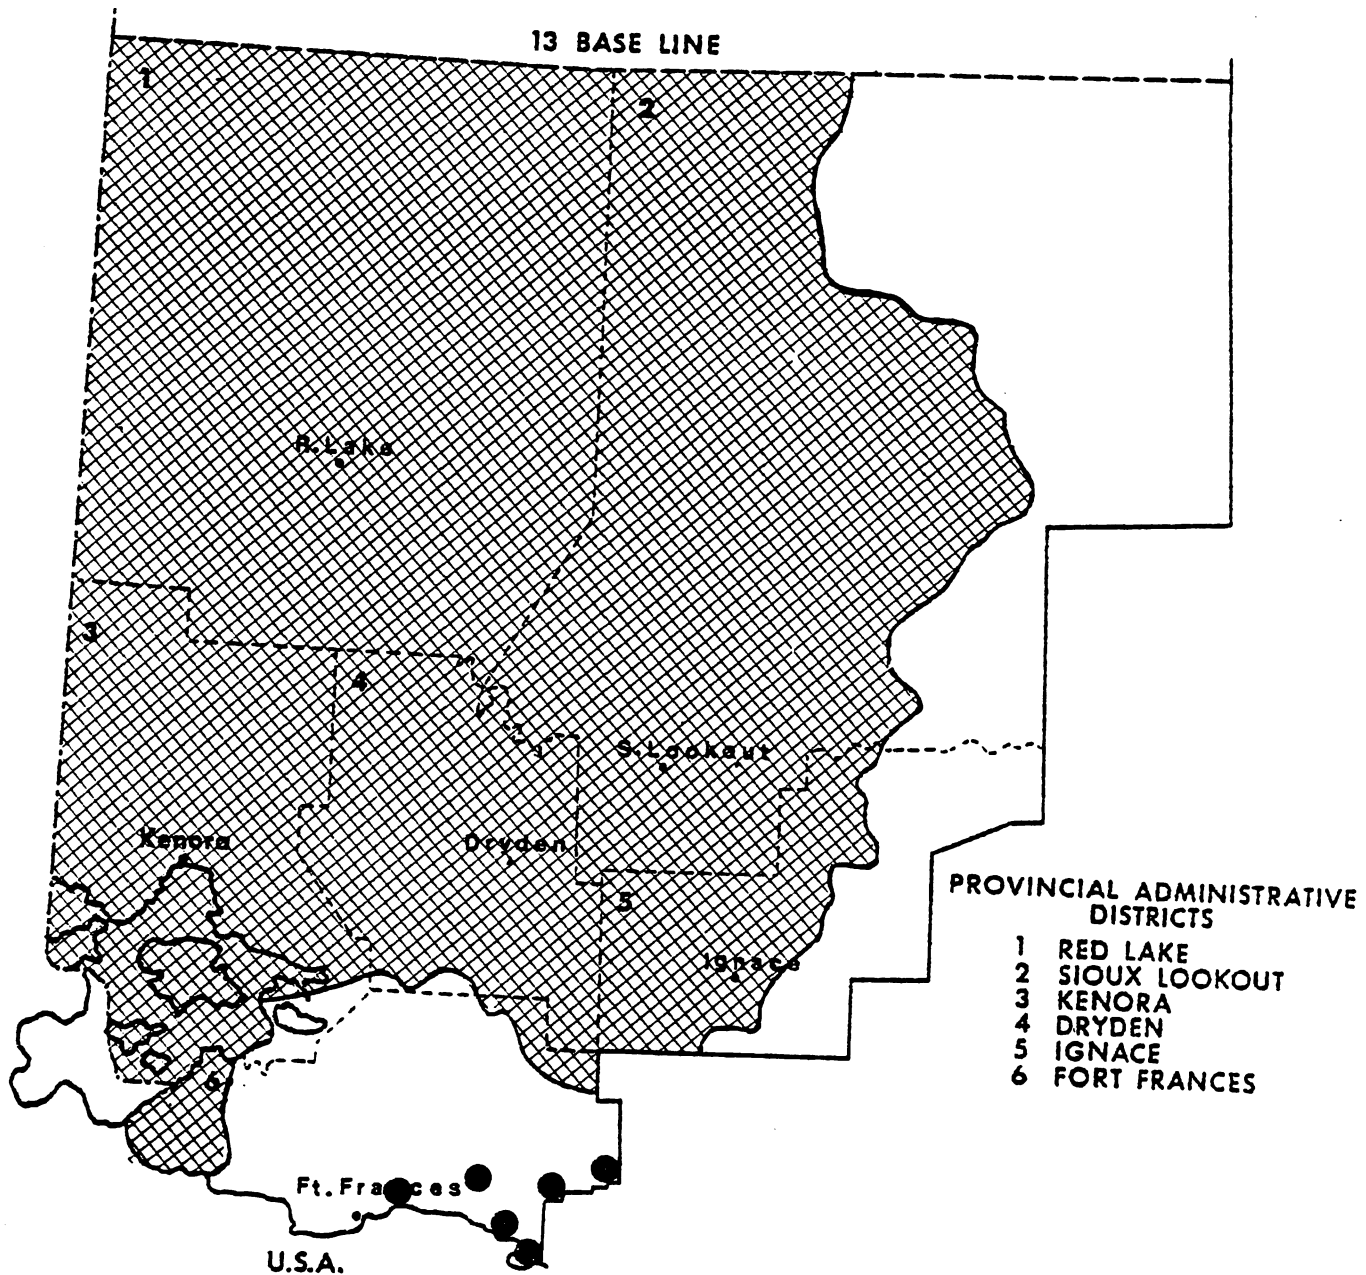 13 BASE LINE
1
2
R.Lake
3
4
S.Lookout
Kenora
Dryden
5
PROVINCIAL ADMINISTRATIVE
DISTRICTS
1 RED LAKE
2 SIOUX LOOKOUT
3 KENORA
4 DRYDEN
5 IGNACE
6 FORT FRANCES
Ignace
6
Ft.Frances
U.S.A.